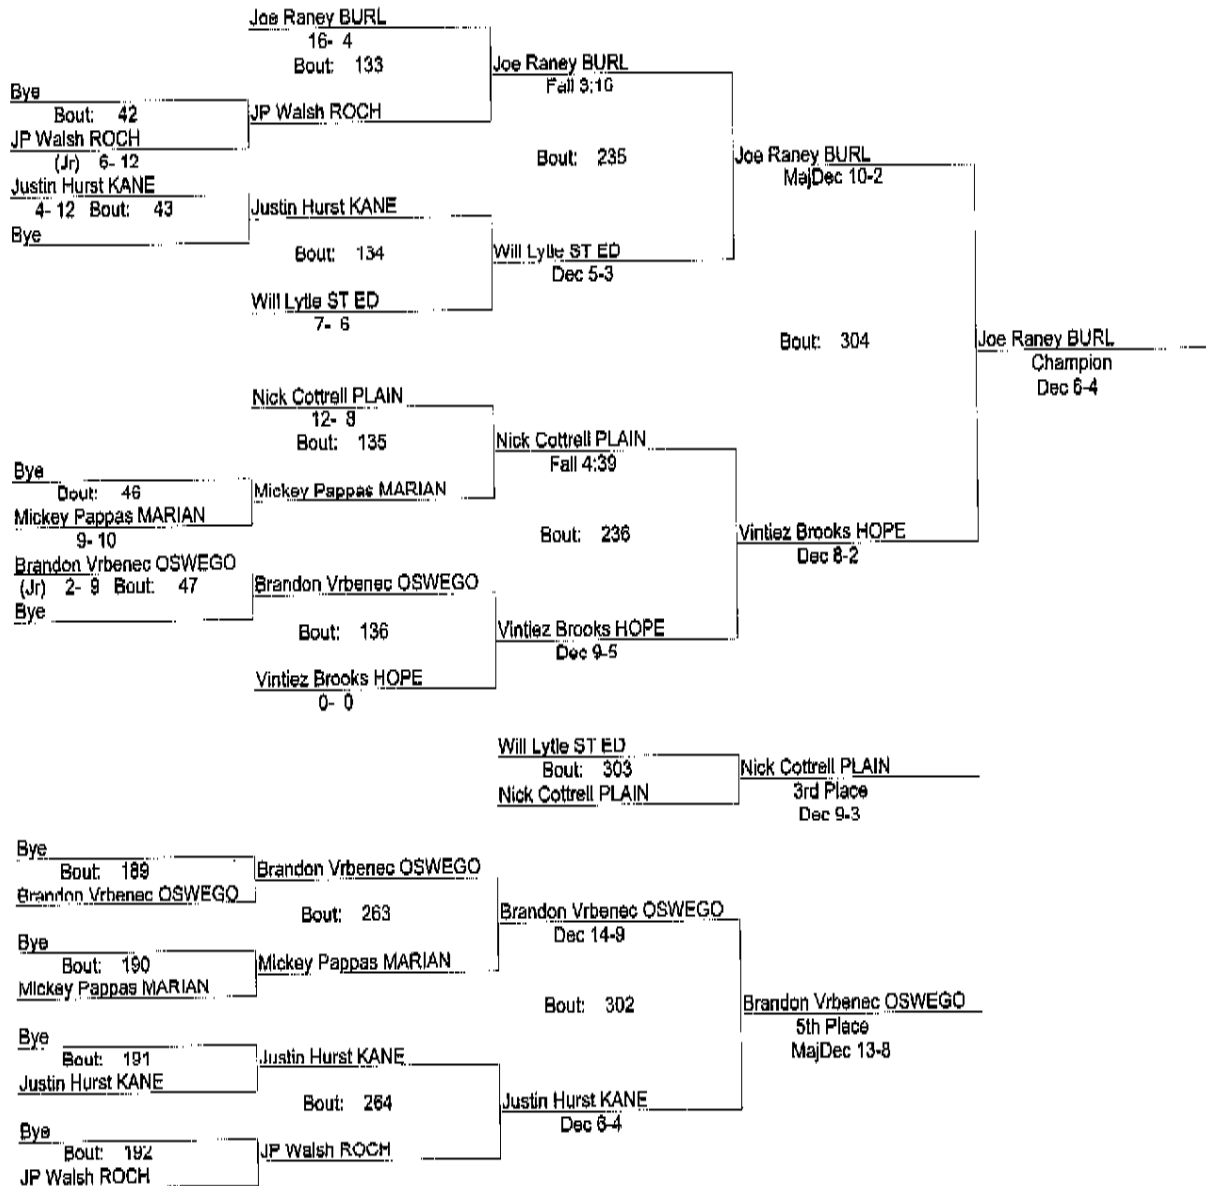 Joe Raney BURL
16- 4
Bout: 133
Joe Raney BURL
Fall 3:16
Bye
Bout: 42
JP Walsh ROCH
JP Walsh ROCH
(Jr) 6- 12
Bout: 235
Joe Raney BURL
MajDec 10-2
Justin Hurst KANE
4- 12 Bout: 43
Justin Hurst KANE
Bye
Bout: 134
Will Lytle ST ED
Dec 5-3
Will Lytle ST ED
7- 6
Bout: 304
Joe Raney BURL
Champion
Dec 6-4
Nick Cottrell PLAIN
12- 8
Bout: 135
Nick Cottrell PLAIN
Fall 4:39
Bye
Bout: 46
Mickey Pappas MARIAN
Mickey Pappas MARIAN
9- 10
Bout: 236
Vintiez Brooks HOPE
Dec 8-2
Brandon Vrbenec OSWEGO
(Jr) 2- 9 Bout: 47
Brandon Vrbenec OSWEGO
Bye
Bout: 136
Vintiez Brooks HOPE
Dec 9-5
Vintiez Brooks HOPE
0- 0
Will Lytle ST ED
Bout: 303
Nick Cottrell PLAIN
Nick Cottrell PLAIN
3rd Place
Dec 9-3
Bye
Bout: 189
Brandon Vrbenec OSWEGO
Brandon Vrbenec OSWEGO
Bout: 263
Brandon Vrbenec OSWEGO
Dec 14-9
Bye
Bout: 190
Mickey Pappas MARIAN
Mickey Pappas MARIAN
Bout: 302
Brandon Vrbenec OSWEGO
5th Place
MajDec 13-8
Bye
Bout: 191
Justin Hurst KANE
Justin Hurst KANE
Bout: 264
Justin Hurst KANE
Dec 6-4
Bye
Bout: 192
JP Walsh ROCH
JP Walsh ROCH